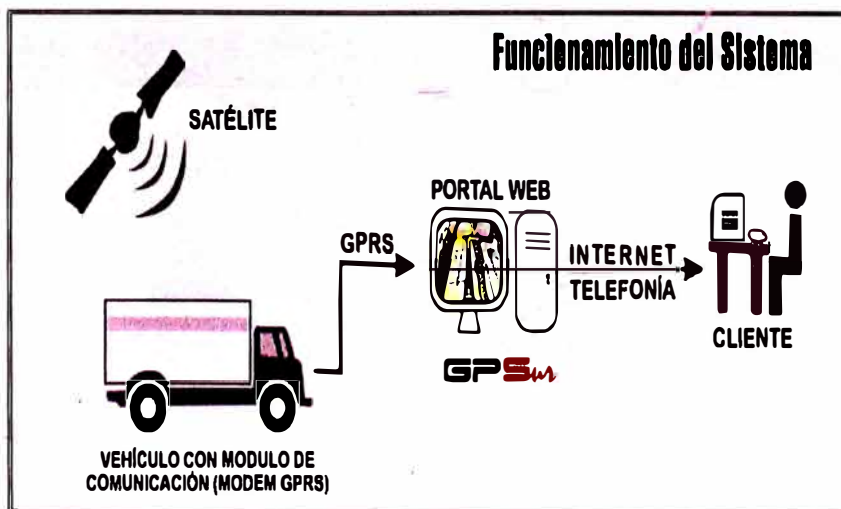 Funcionamiento del Sistema
SATÉLITE
PORTAL WEB
GPRS
INTERNET
TELEFONÍA
CLIENTE
GPSur
VEHÍCULO CON MODULO DE
COMUNICACIÓN (MODEM GPRS)